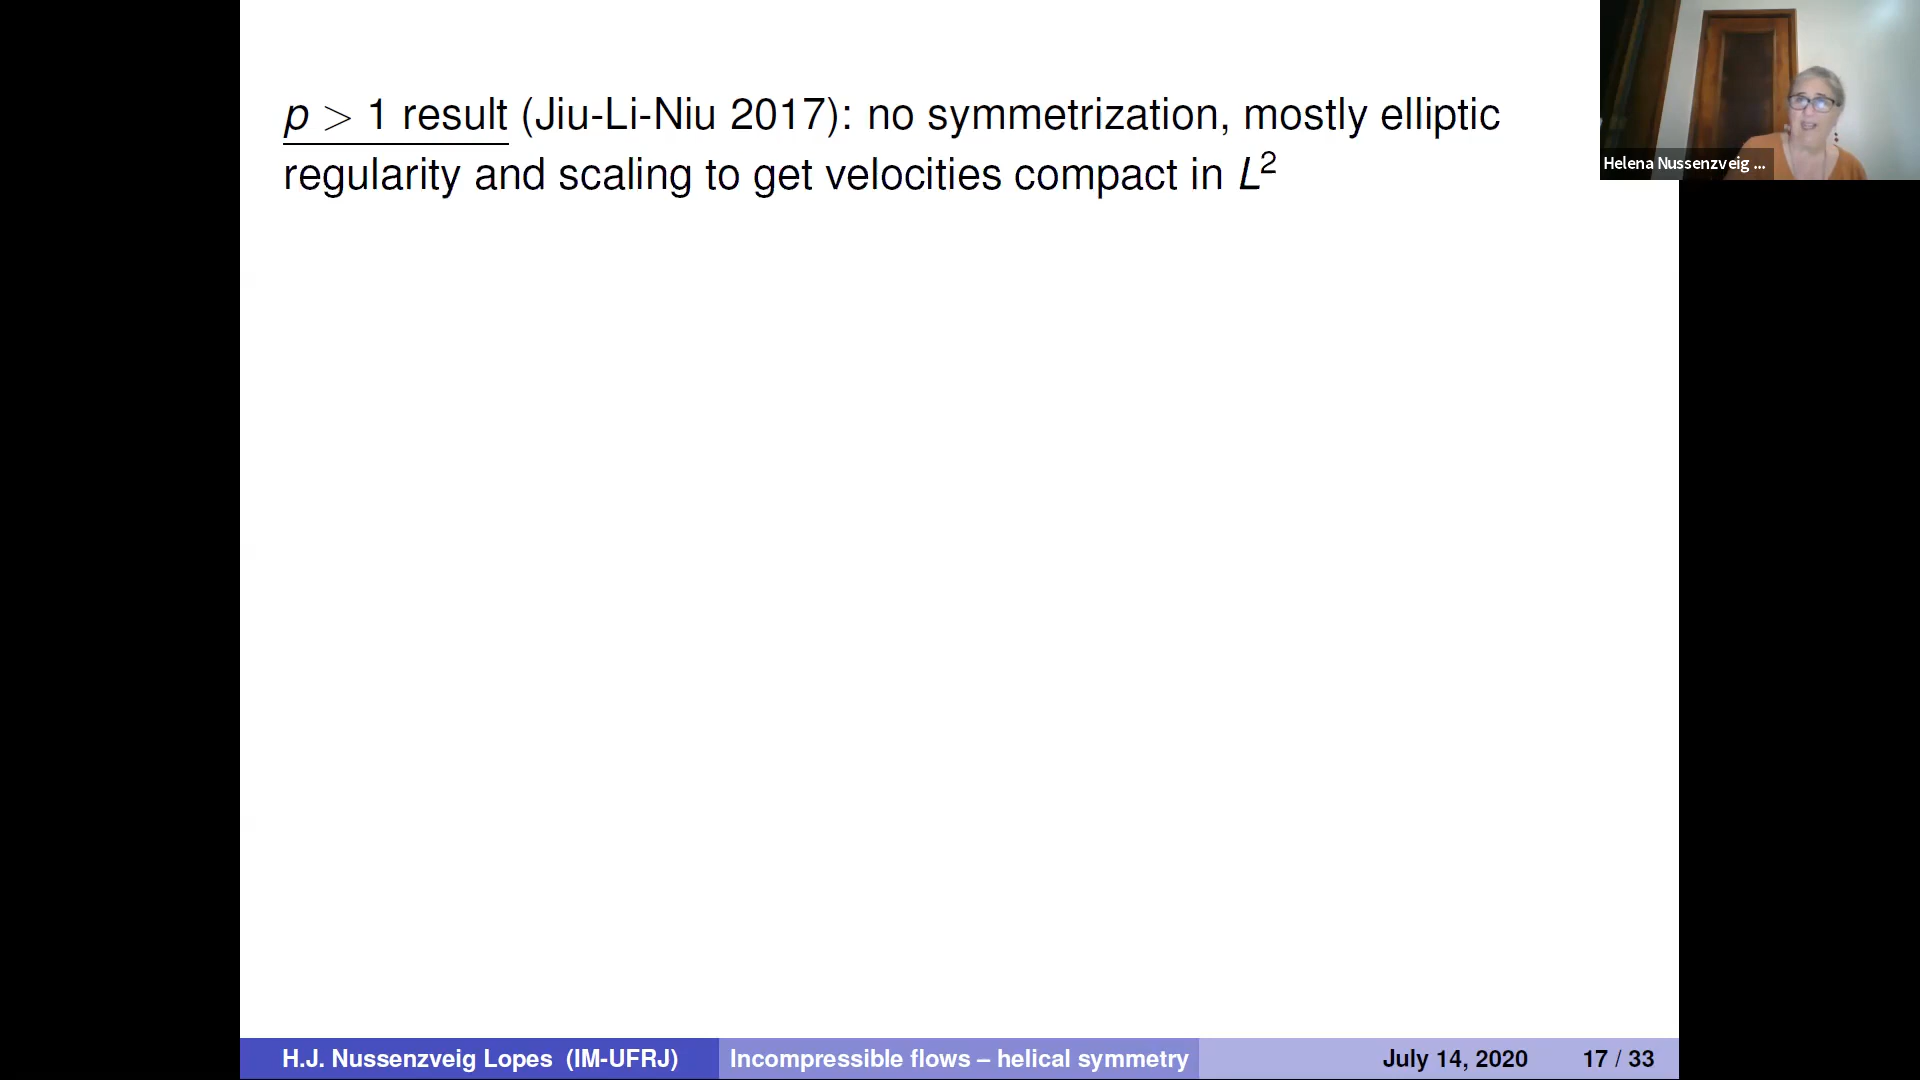 p > 1 result (Jiu-Li-Niu 2017): no symmetrization, mostly elliptic
regularity and scaling to get velocities compact in L²
Helena Nussenzveig ...
H.J. Nussenzveig Lopes (IM-UFRJ) Incompressible flows – helical symmetry July 14, 2020 17 / 33